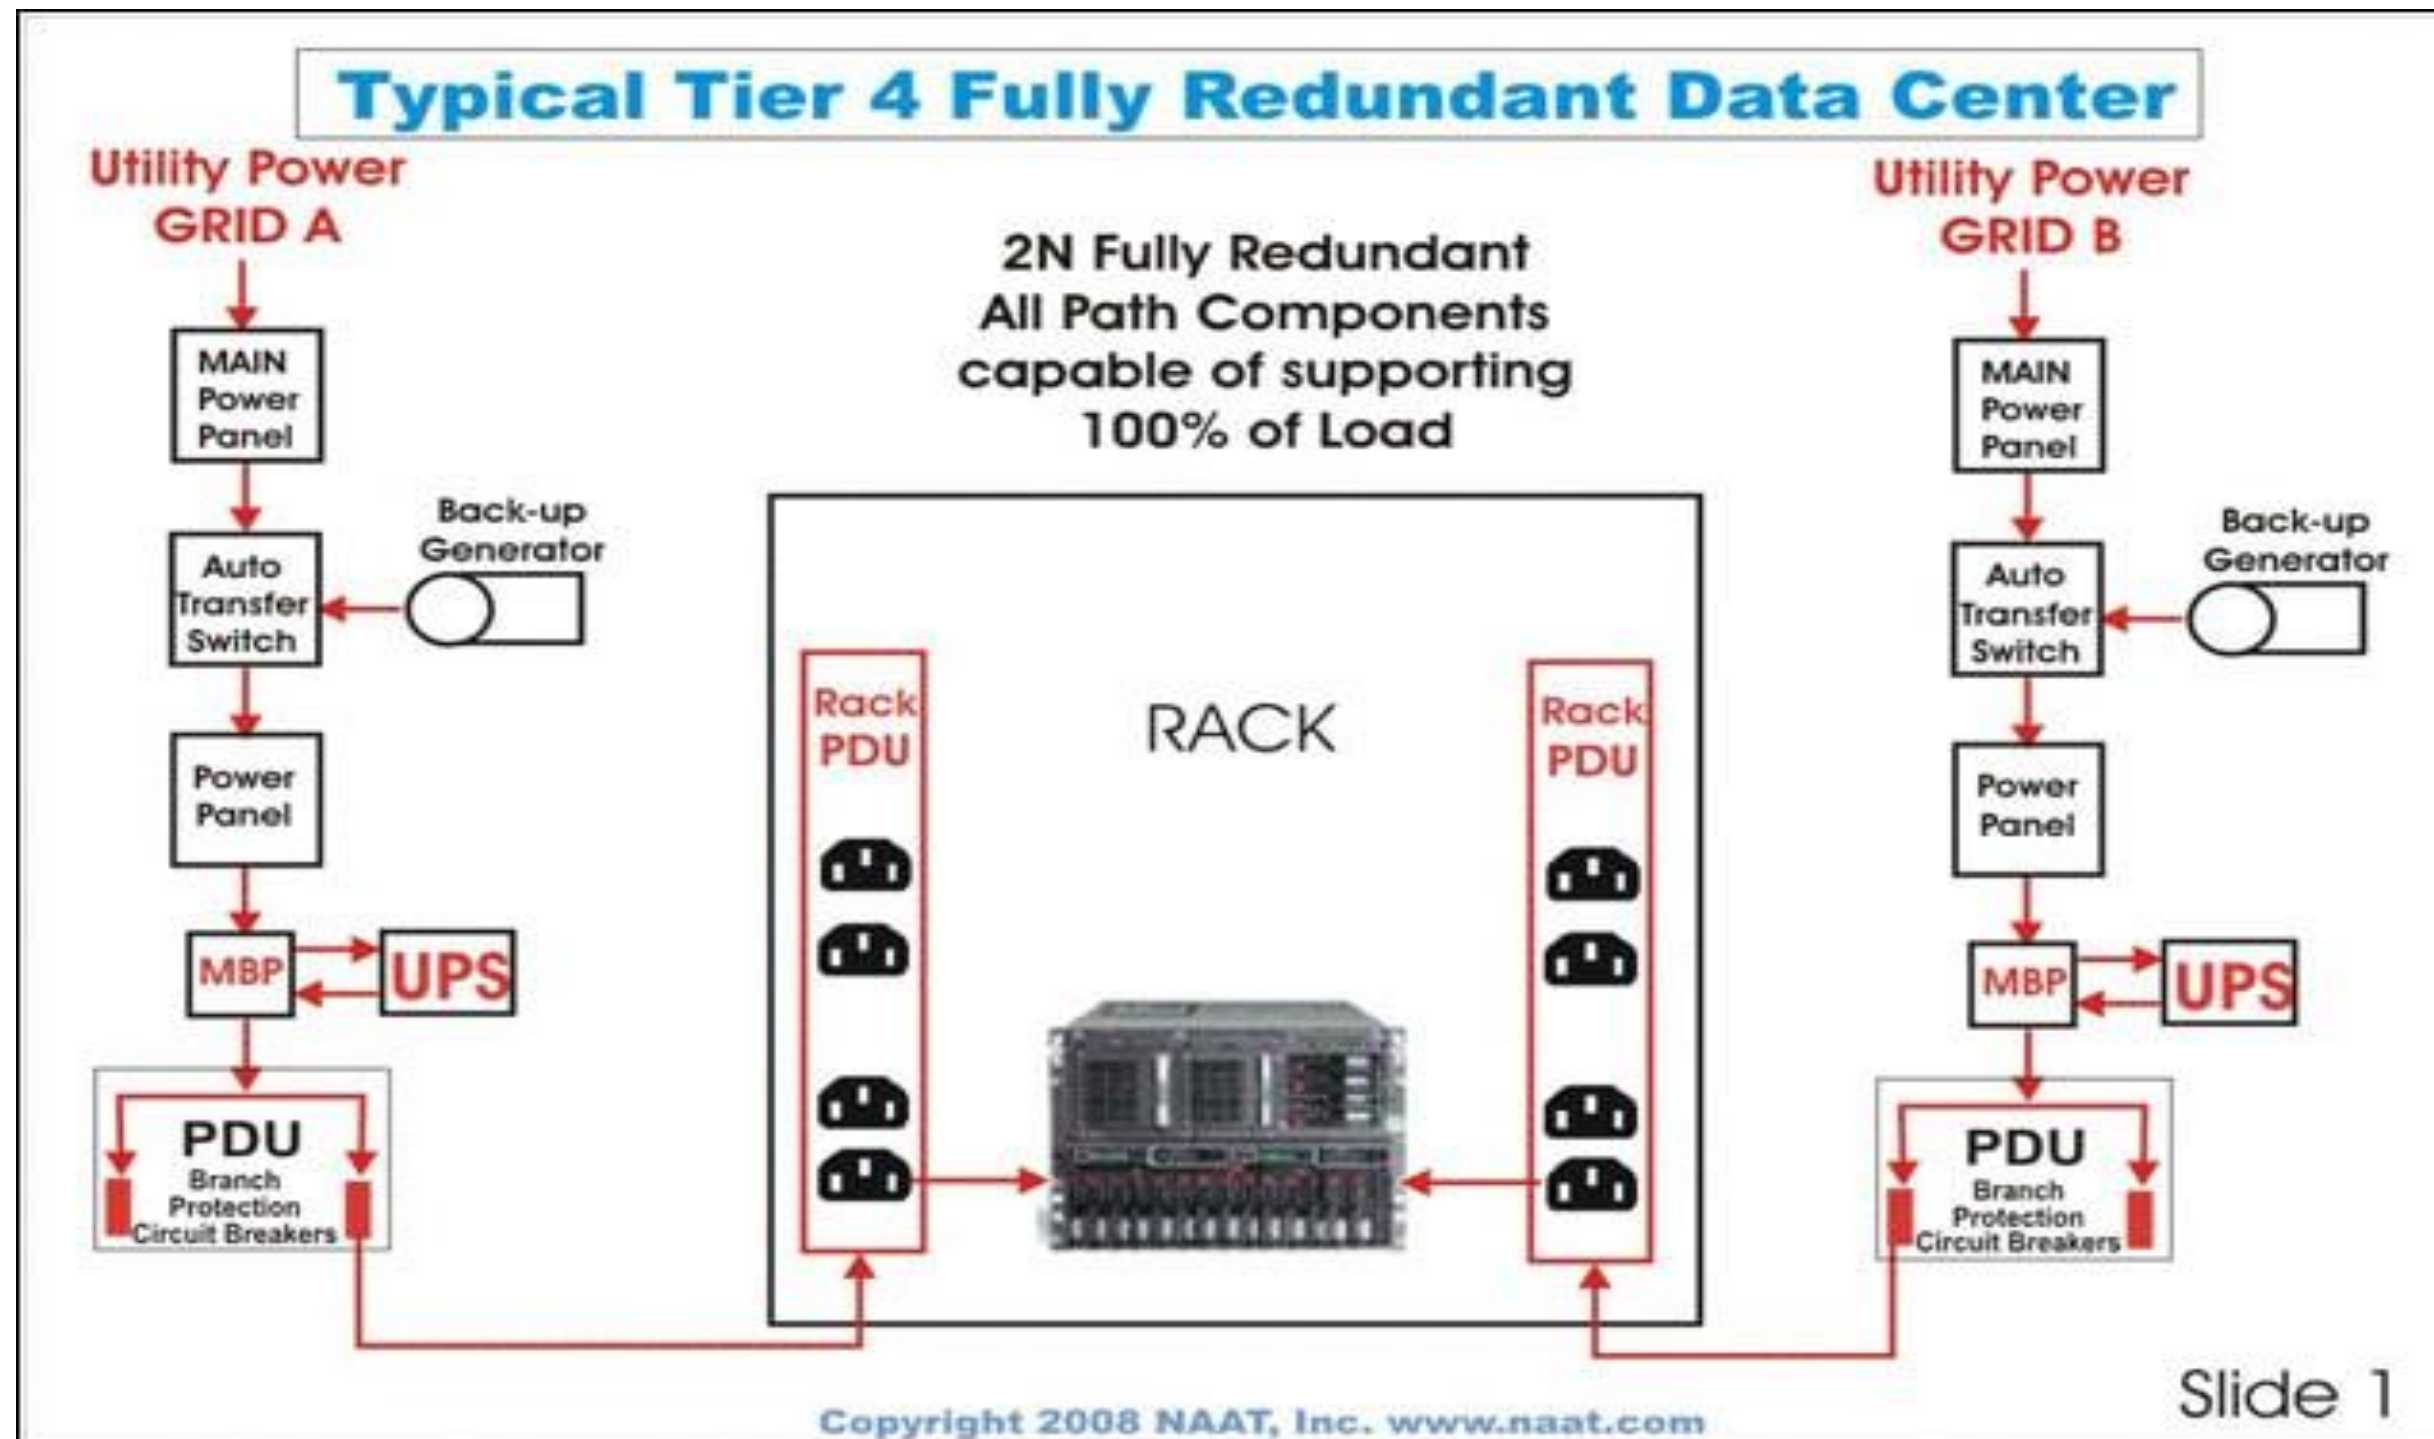 Typical Tier 4 Fully Redundant Data Center
Utility Power
GRID A
MAIN
Power
Panel
Back-up
Generator
Auto
Transfer
Switch
Power
Panel
MBP
UPS
PDU
Branch
Protection
Circuit Breakers
2N Fully Redundant
All Path Components
capable of supporting
100% of Load
Rack
PDU
RACK
Rack
PDU
Utility Power
GRID B
MAIN
Power
Panel
Back-up
Generator
Auto
Transfer
Switch
Power
Panel
MBP
UPS
PDU
Branch
Protection
Circuit Breakers
Copyright 2008 NAAT, Inc. www.naat.com
Slide 1